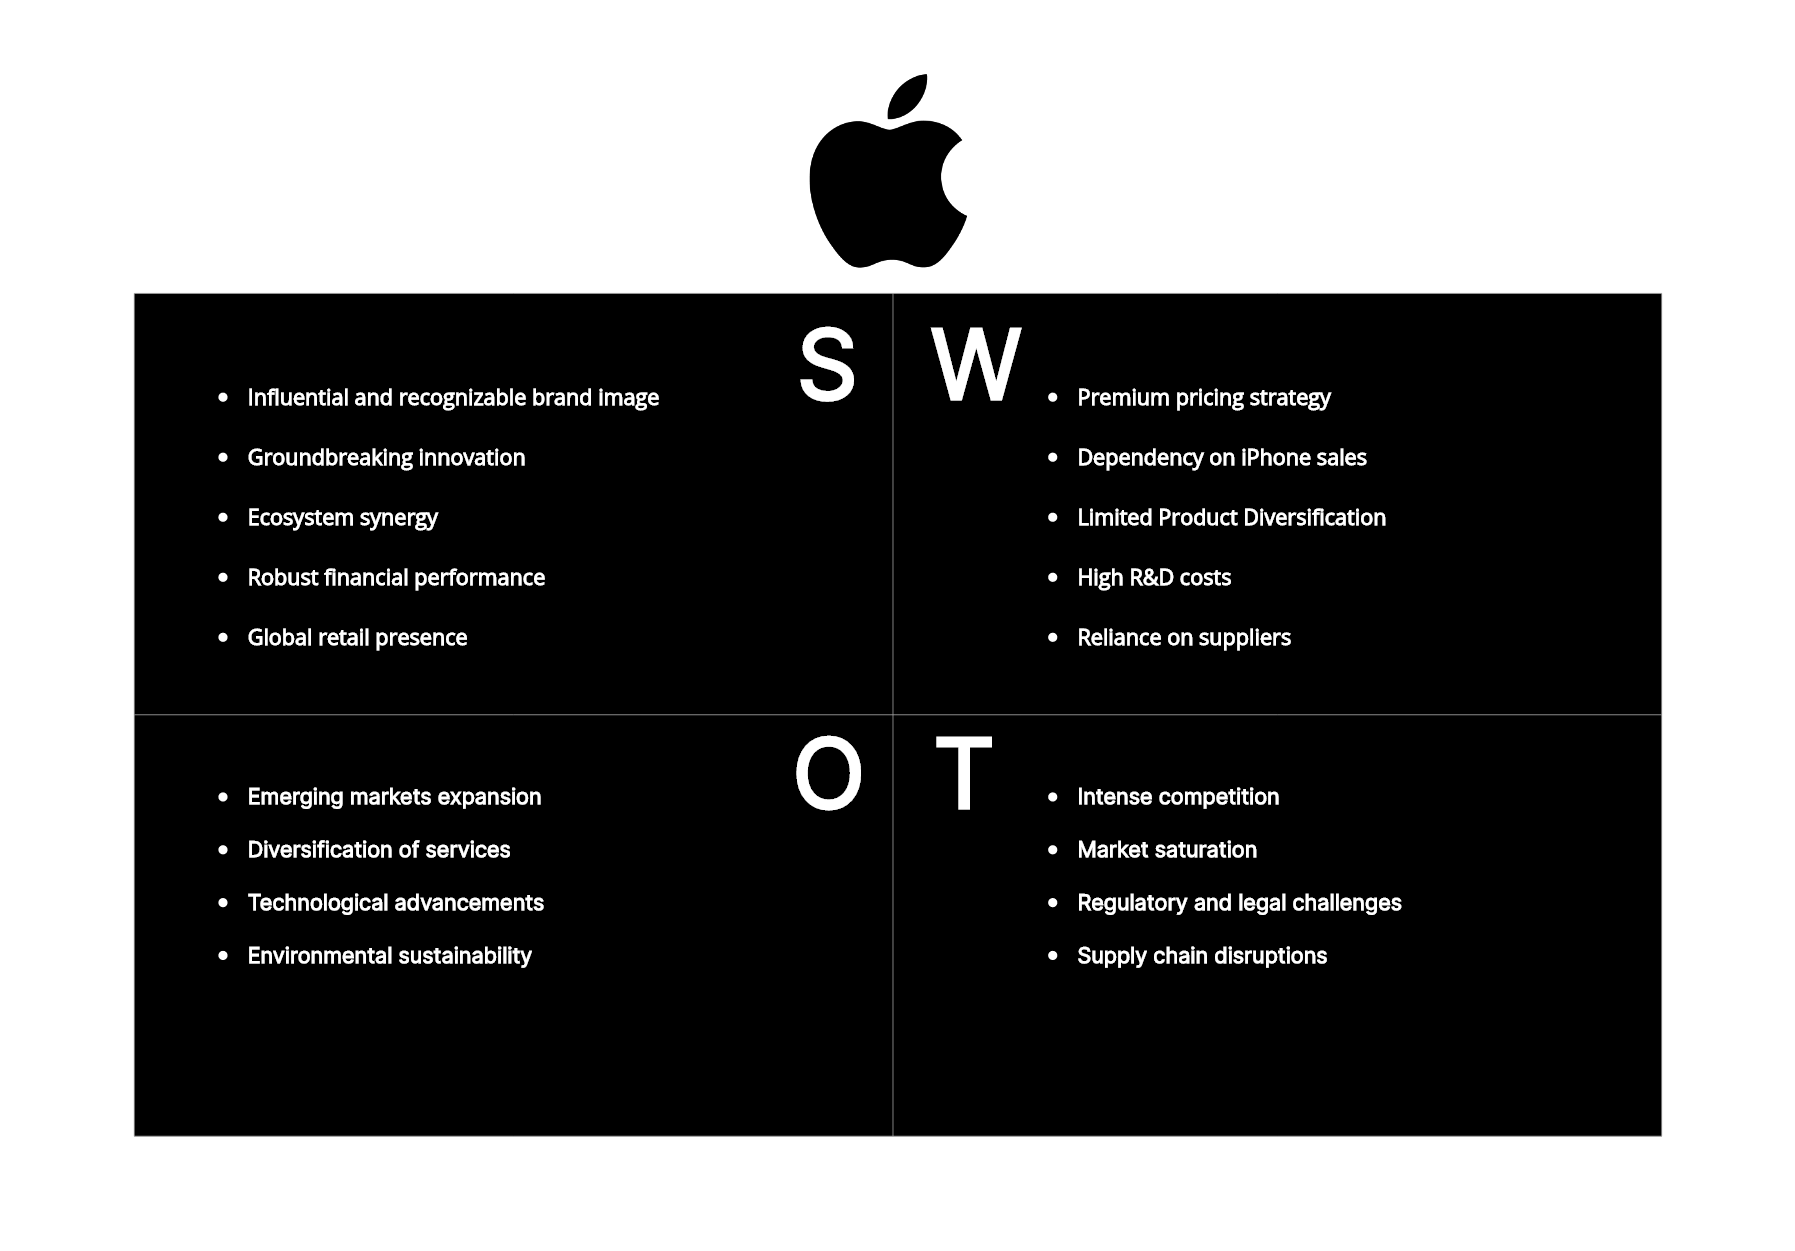 S
Influential and recognizable brand image
Groundbreaking innovation
Ecosystem synergy
Robust financial performance
Global retail presence
W
Premium pricing strategy
Dependency on iPhone sales
Limited Product Diversification
High R&D costs
Reliance on suppliers
O
Emerging markets expansion
Diversification of services
Technological advancements
Environmental sustainability
T
Intense competition
Market saturation
Regulatory and legal challenges
Supply chain disruptions